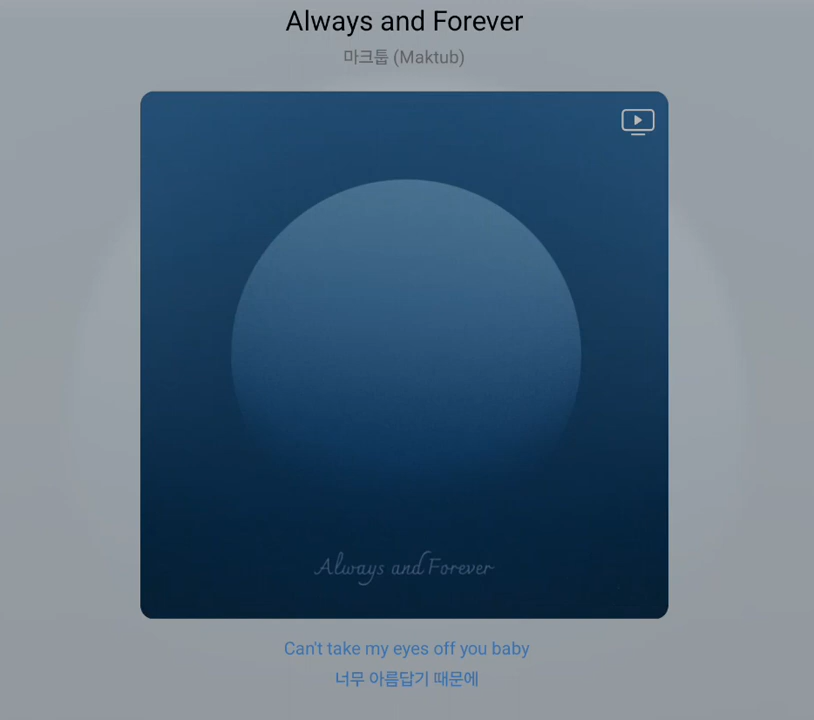 Always and Forever
마크툽 (Maktub)
Always and Forever
Can't take my eyes off you baby
너무 아름답기 때문에